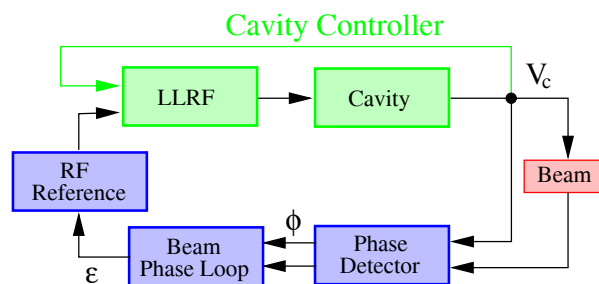 Cavity Controller
LLRF
Cavity
V_c
RF
Reference
Beam
ϕ
Beam
Phase Loop
Phase
Detector
ε